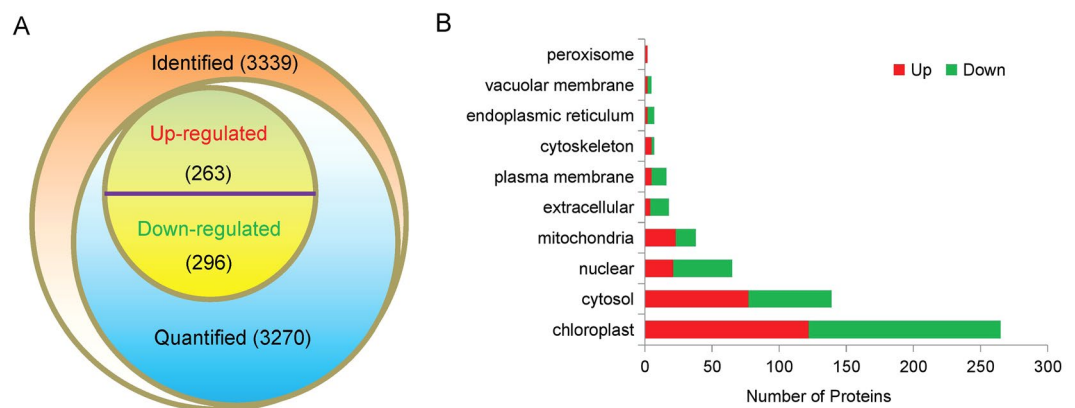 A
Identified (3339)
Up-regulated
(263)
Down-regulated
(296)
Quantified (3270)
B
peroxisome
vacuolar membrane
endoplasmic reticulum
cytoskeleton
plasma membrane
extracellular
mitochondria
nuclear
cytosol
chloroplast
Up Down
0 50 100 150 200 250 300
Number of Proteins